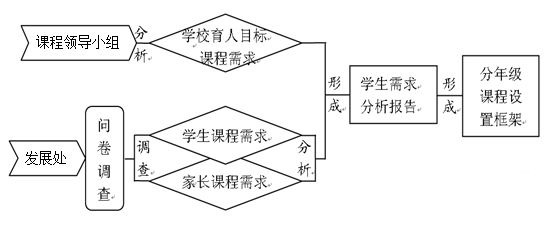 课程领导小组
分
析
学校育人目标
课程需求
形
成
学生需求
分析报告
形
成
分年级
课程设
置框架
发展处
问
卷
调
查
调
查
学生课程需求
家长课程需求
分
析